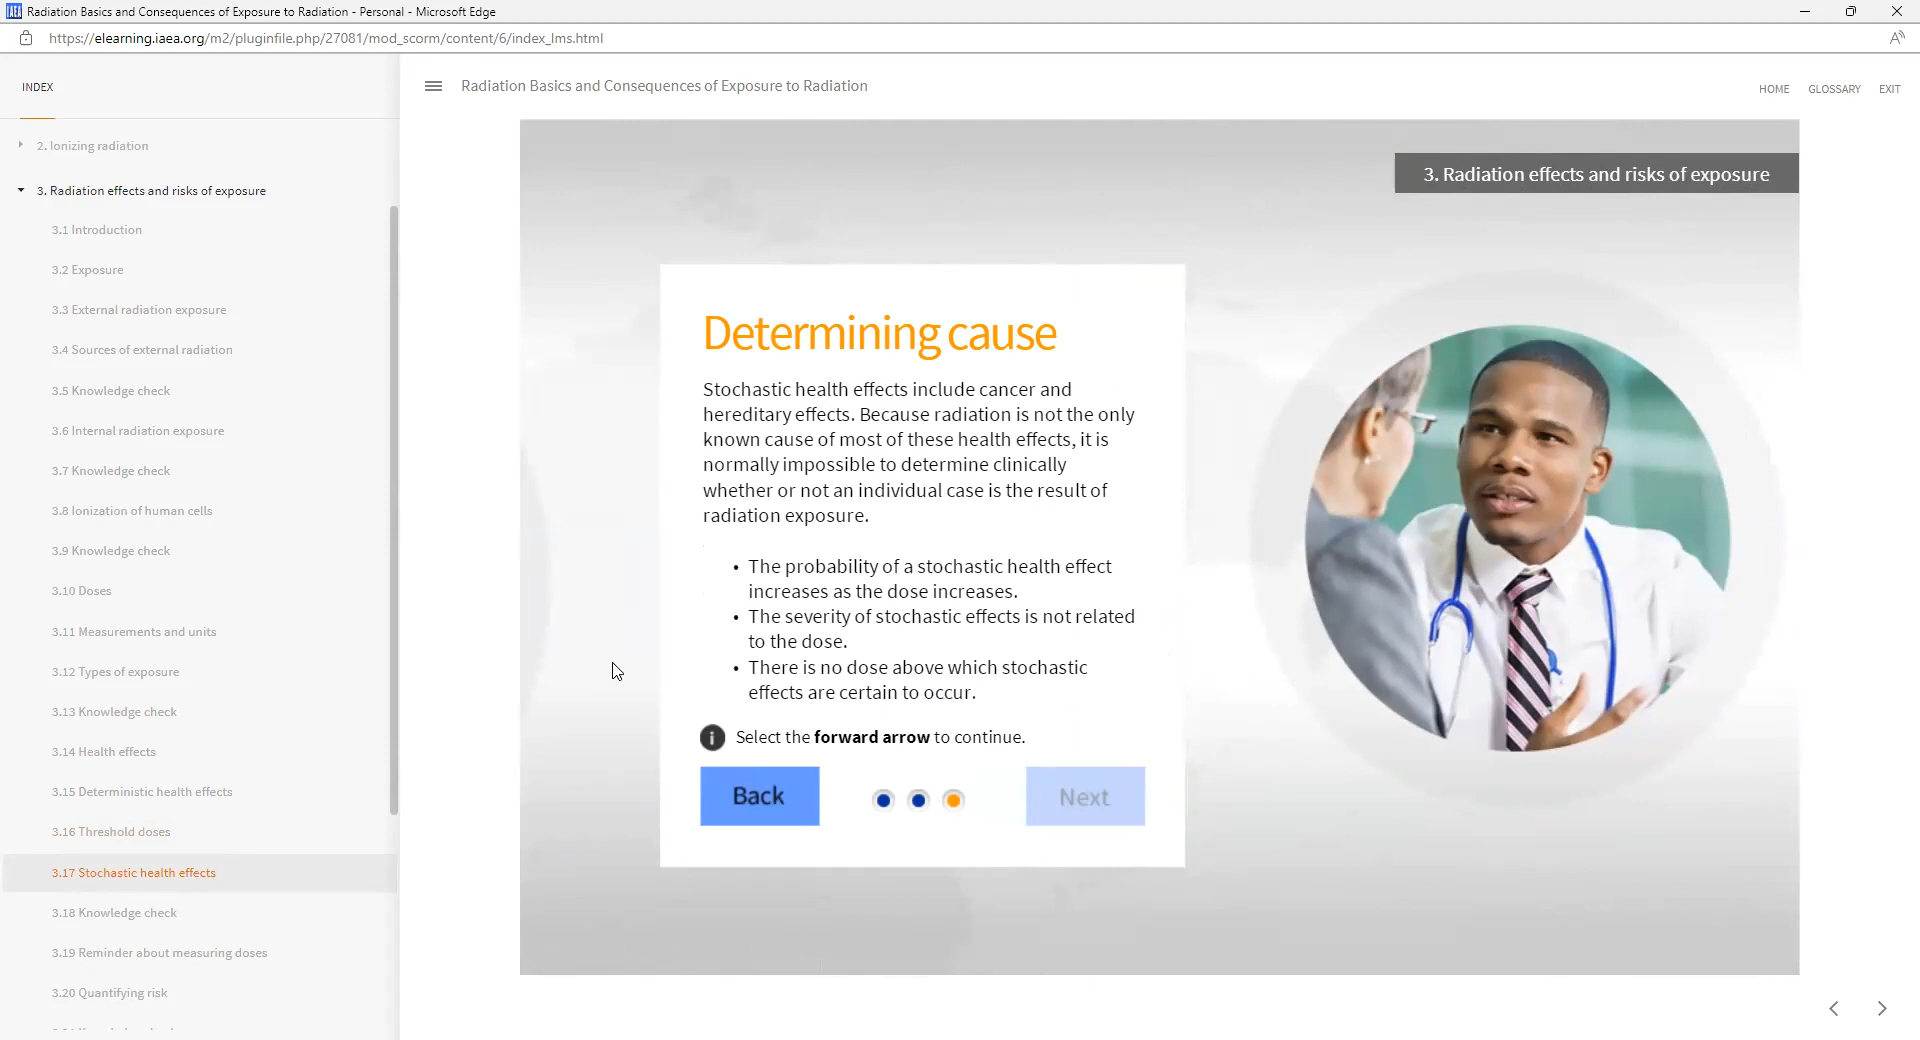 Radiation Basics and Consequences of Exposure to Radiation - Personal - Microsoft Edge
https://elearning.iaea.org/m2/pluginfile.php/27081/mod_scorm/content/6/index_lms.html
INDEX
Radiation Basics and Consequences of Exposure to Radiation
HOME
GLOSSARY
EXIT
2. Ionizing radiation
3. Radiation effects and risks of exposure
3.1 Introduction
3.2 Exposure
3.3 External radiation exposure
3.4 Sources of external radiation
3.5 Knowledge check
3.6 Internal radiation exposure
3.7 Knowledge check
3.8 Ionization of human cells
3.9 Knowledge check
3.10 Doses
3.11 Measurements and units
3.12 Types of exposure
3.13 Knowledge check
3.14 Health effects
3.15 Deterministic health effects
3.16 Threshold doses
3.17 Stochastic health effects
3.18 Knowledge check
3.19 Reminder about measuring doses
3.20 Quantifying risk
3. Radiation effects and risks of exposure
Determining cause
Stochastic health effects include cancer and
hereditary effects. Because radiation is not the only
known cause of most of these health effects, it is
normally impossible to determine clinically
whether or not an individual case is the result of
radiation exposure.
• The probability of a stochastic health effect
increases as the dose increases.
• The severity of stochastic effects is not related
to the dose.
• There is no dose above which stochastic
effects are certain to occur.
Select the forward arrow to continue.
Back
Next